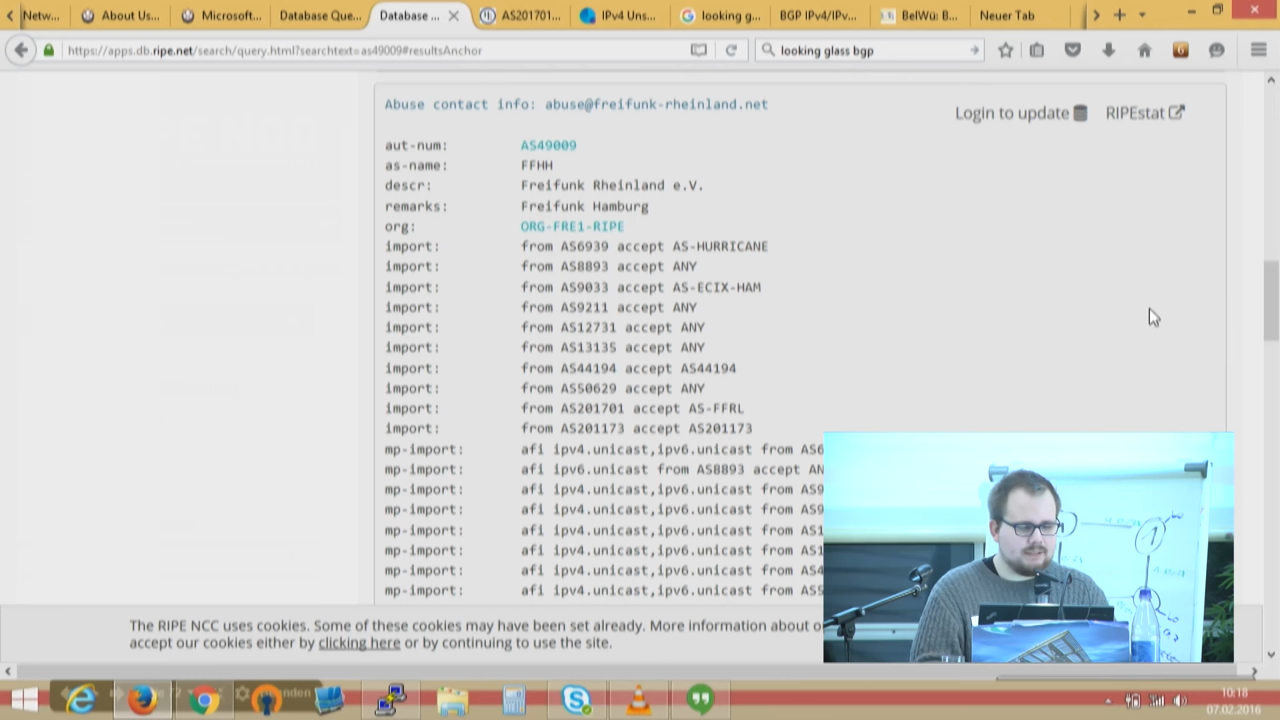 Netw...
About Us...
Microsoft...
Database Que...
Database ...
AS201701...
IPv4 Uns...
looking g...
BGP IPv4/IPv...
BelWü: B...
Neuer Tab
https://apps.db.ripe.net/search/query.html?searchtext=as49009#resultsAnchor
looking glass bgp
6
Abuse contact info: abuse@freifunk-rheinland.net
Login to update
RIPEstat
aut-num: AS49009
as-name: FFHH
descr: Freifunk Rheinland e.V.
remarks: Freifunk Hamburg
org: ORG-FRE1-RIPE
import: from AS6939 accept AS-HURRICANE
import: from AS8893 accept ANY
import: from AS9033 accept AS-ECIX-HAM
import: from AS9211 accept ANY
import: from AS12731 accept ANY
import: from AS13135 accept ANY
import: from AS44194 accept AS44194
import: from AS50629 accept ANY
import: from AS201701 accept AS-FFRL
import: from AS201173 accept AS201173
mp-import: afi ipv4.unicast,ipv6.unicast from AS6
mp-import: afi ipv6.unicast from AS8893 accept AN
mp-import: afi ipv4.unicast,ipv6.unicast from AS9
mp-import: afi ipv4.unicast,ipv6.unicast from AS9
mp-import: afi ipv4.unicast,ipv6.unicast from AS1
mp-import: afi ipv4.unicast,ipv6.unicast from AS1
mp-import: afi ipv4.unicast,ipv6.unicast from AS4
mp-import: afi ipv4.unicast,ipv6.unicast from AS5
The RIPE NCC uses cookies. Some of these cookies may have been set already. More information about o
accept our cookies either by clicking here or by continuing to use the site.
10:18
07.02.2016